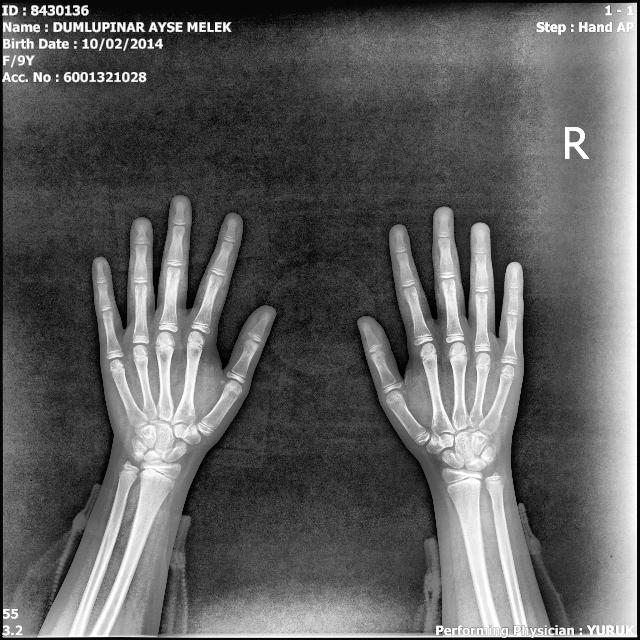 ID : 8430136
1 - 1
Name : DUMLUPINAR AYSE MELEK
Step : Hand AP
Birth Date : 10/02/2014
F/9Y
Acc. No : 6001321028
R
55
3.2
Performing Physician : YURUK